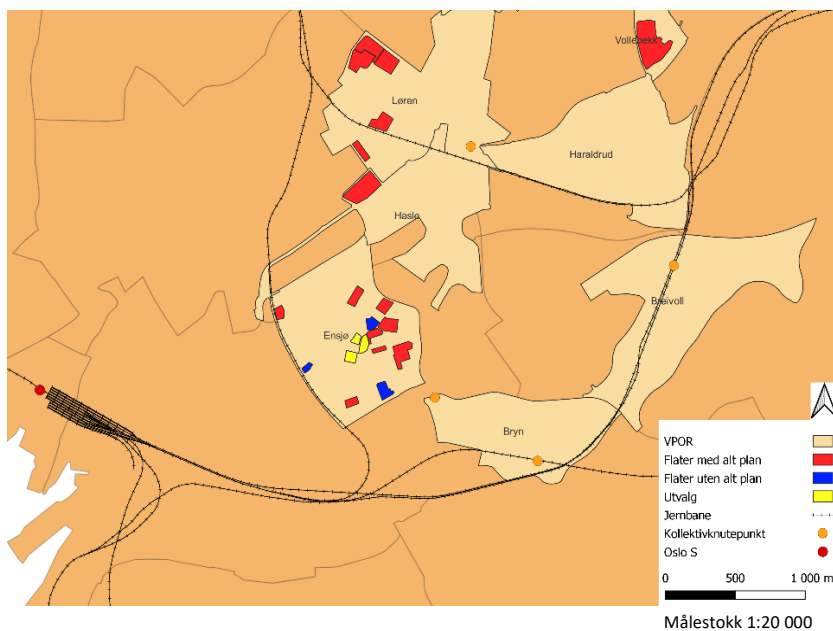 Vollebekk
Løren
Haraldrud
Hasle
Breivoll
Ensjø
Bryn
VPOR
Flater med alt plan
Flater uten alt plan
Utvalg
Jernbane
Kollektivknutepunkt
Oslo S
0 500 1 000 m
Målestokk 1:20 000